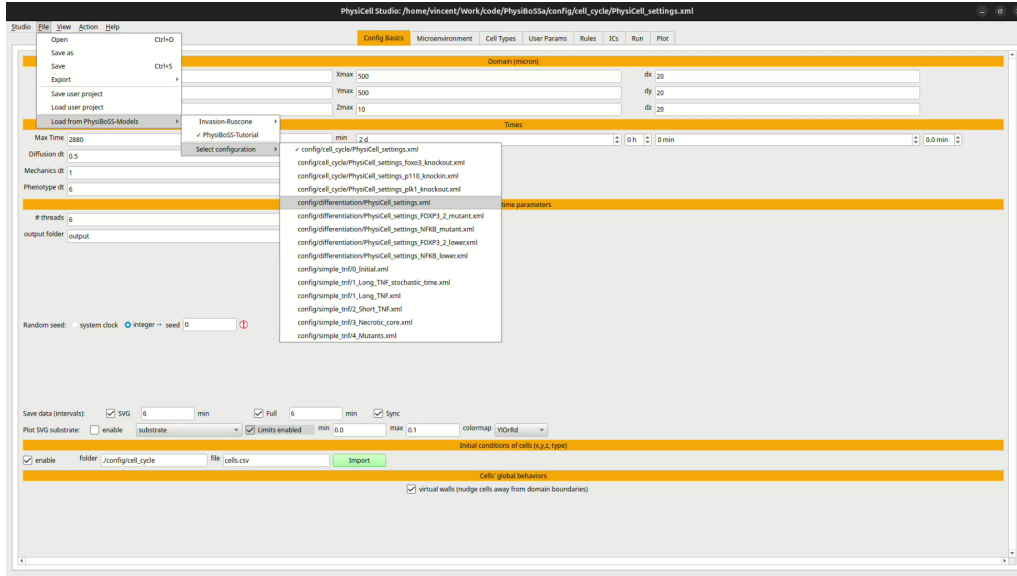 PhysiCell Studio: /home/vincent/Work/code/PhysiBoSSa/config/cell_cycle/PhysiCell_settings.xml
Studio File View Action Help
Config Basics Microenvironment Cell Types User Params Rules ICs Run Plot
Open Ctrl+O
Save as
Save Ctrl+S
Export
Save user project
Load user project
Load from PhysiBoSS-Models
Invasion-Ruscone
✓ PhysiBoSS-Tutorial
Select configuration
✓ config/cell_cycle/PhysiCell_settings.xml
config/cell_cycle/PhysiCell_settings_foxo3_knockout.xml
config/cell_cycle/PhysiCell_settings_p110_knockin.xml
config/cell_cycle/PhysiCell_settings_plk1_knockout.xml
config/differentiation/PhysiCell_settings.xml
config/differentiation/PhysiCell_settings_FOXP3_2_mutant.xml
config/differentiation/PhysiCell_settings_NFKB_mutant.xml
config/differentiation/PhysiCell_settings_FOXP3_2_lower.xml
config/differentiation/PhysiCell_settings_NFKB_lower.xml
config/simple_tnf/0_Initial.xml
config/simple_tnf/1_Long_TNF_stochastic_time.xml
config/simple_tnf/1_Long_TNF.xml
config/simple_tnf/2_Short_TNF.xml
config/simple_tnf/3_Necrotic_core.xml
config/simple_tnf/4_Mutants.xml
Domain (micron)
Xmax 500 dx 20
Ymax 500 dy 20
Zmax 10 dz 20
Times
Max Time 2880 min 2 d 0 h 0 min 0.0 min
Diffusion dt 0.5
Mechanics dt 1
Phenotype dt 6
time parameters
# threads 6
output folder output
Random seed: system clock integer → seed 0
Save data (intervals): SVG 6 min Full 6 min Sync
Plot SVG substrate: enable substrate Limits enabled min 0.0 max 0.1 colormap YlOrRd
Initial conditions of cells (x,y,z, type)
enable folder ./config/cell_cycle file cells.csv Import
Cells' global behaviors
virtual walls (nudge cells away from domain boundaries)